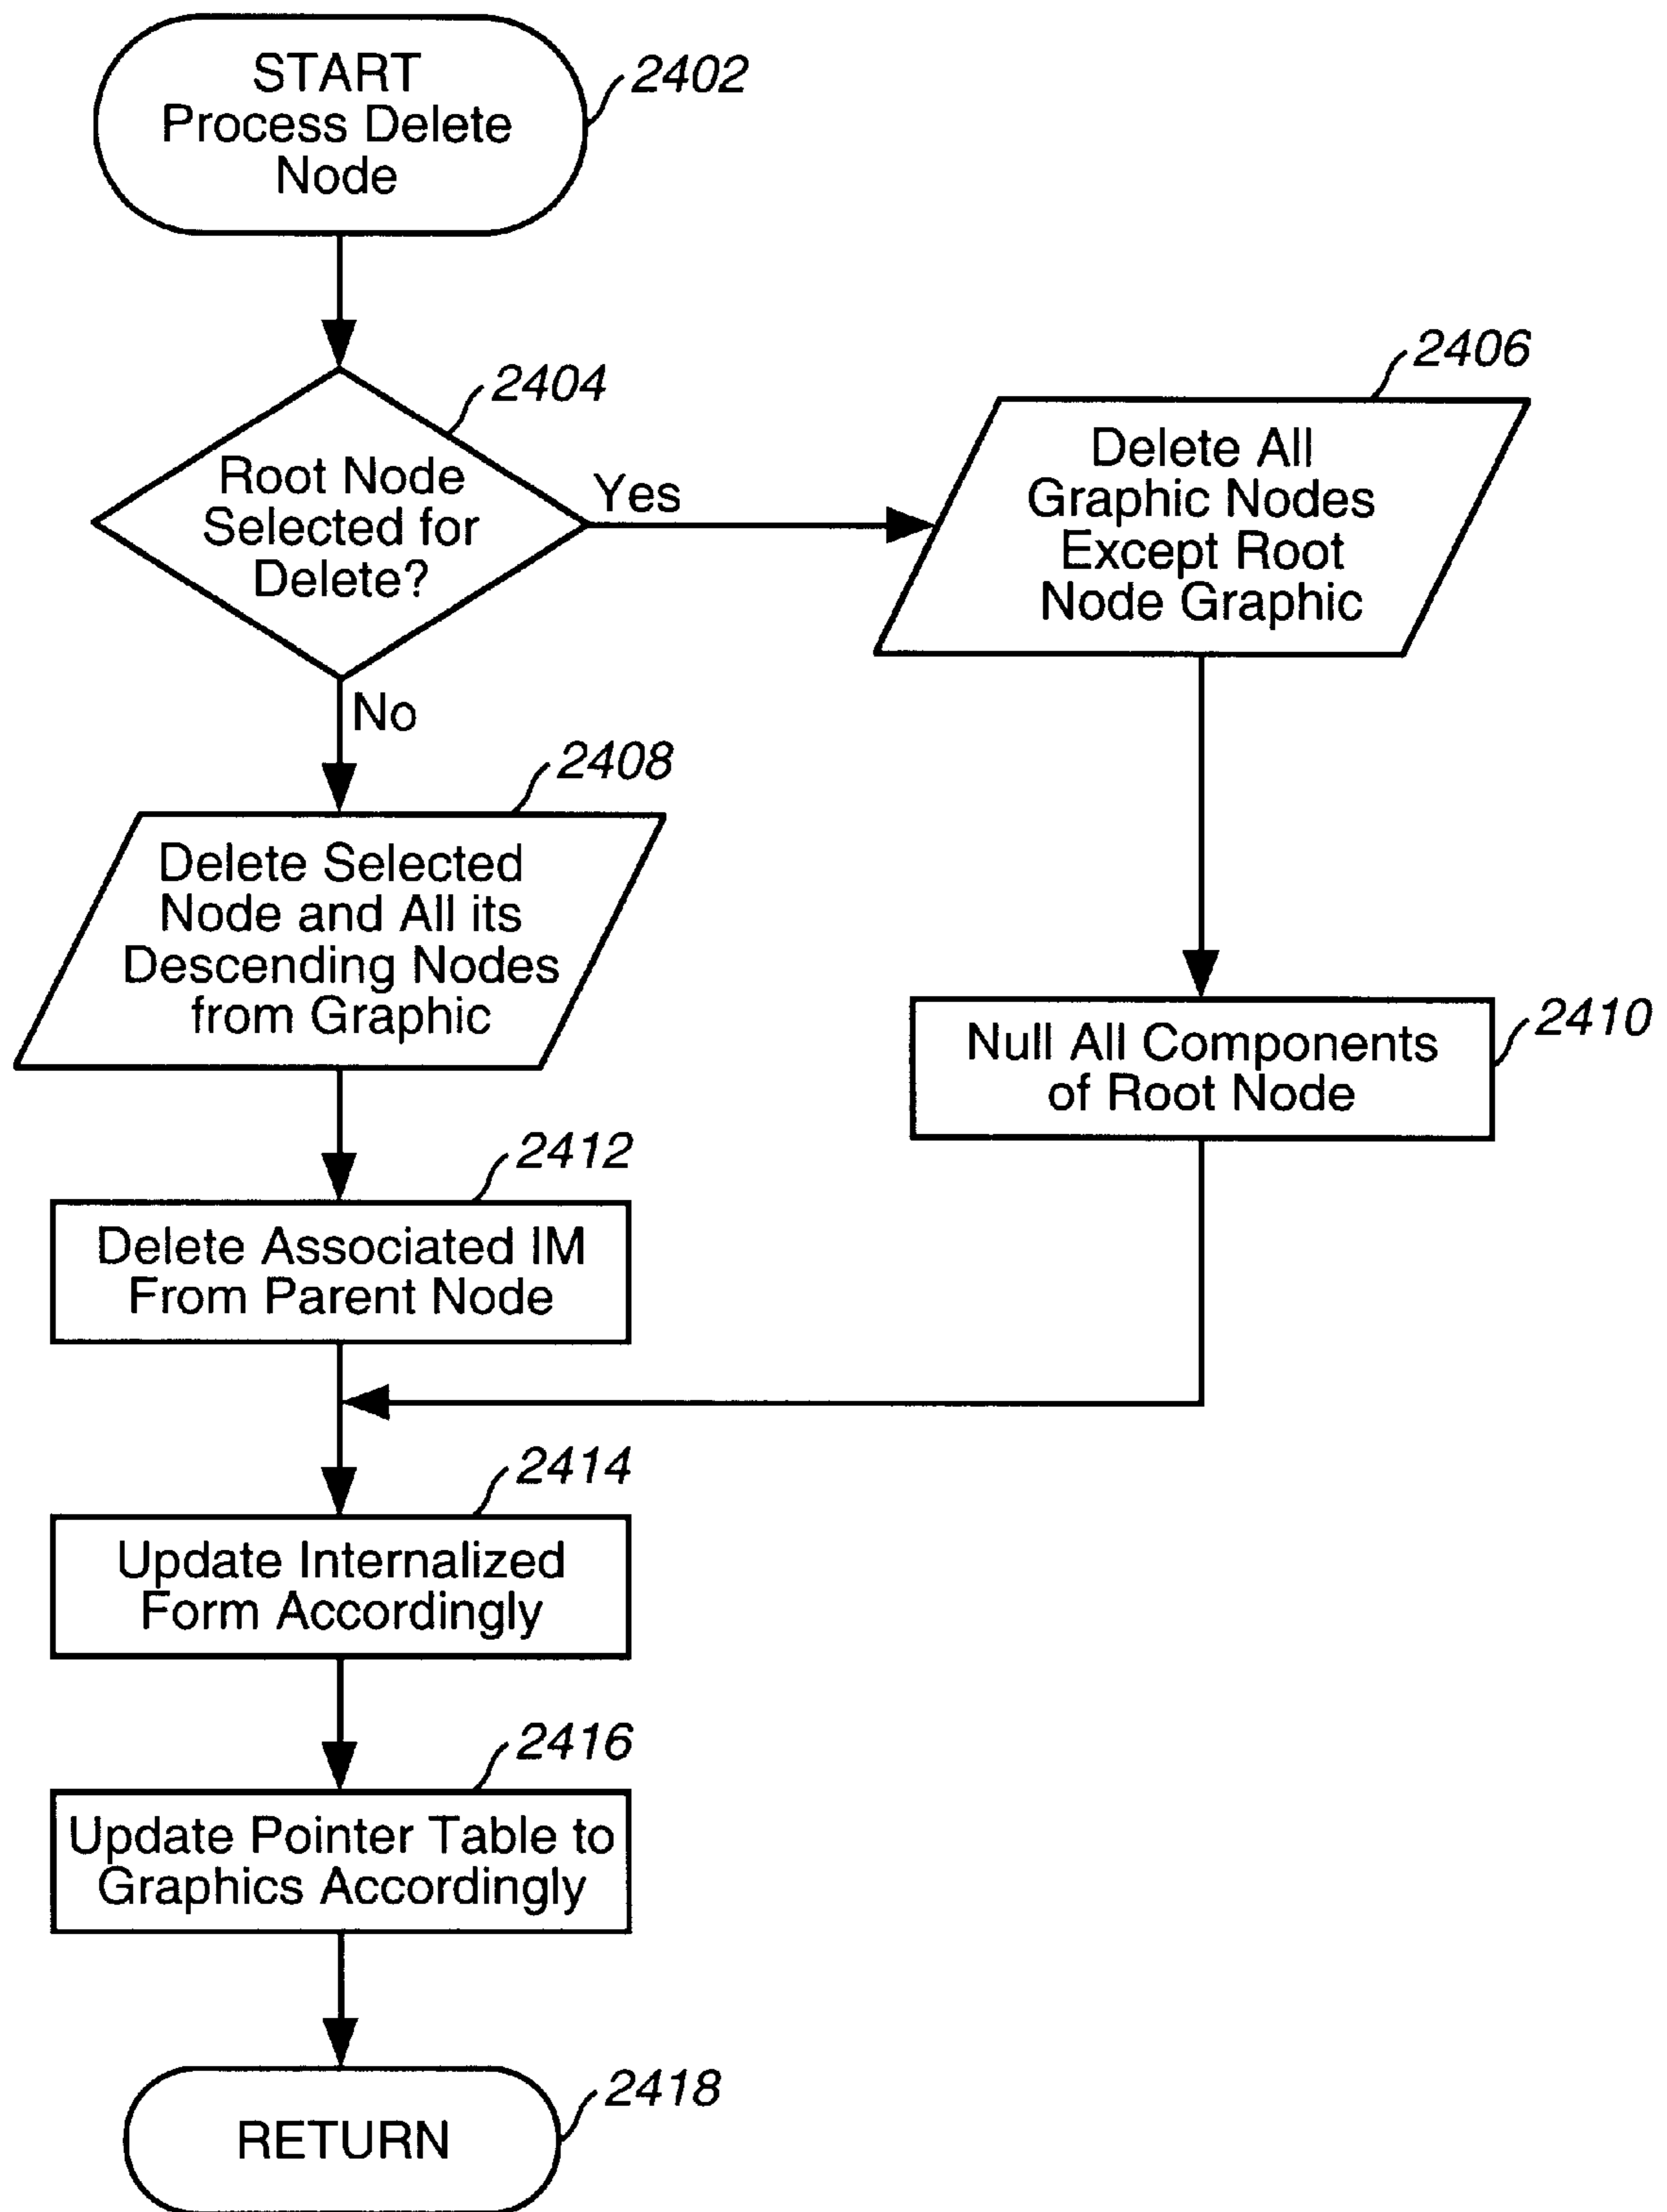 START
Process Delete
Node
2402
2404
Root Node
Selected for
Delete?
Yes
No
2406
Delete All
Graphic Nodes
Except Root
Node Graphic
2408
Delete Selected
Node and All its
Descending Nodes
from Graphic
2410
Null All Components
of Root Node
2412
Delete Associated IM
From Parent Node
2414
Update Internalized
Form Accordingly
2416
Update Pointer Table to
Graphics Accordingly
2418
RETURN